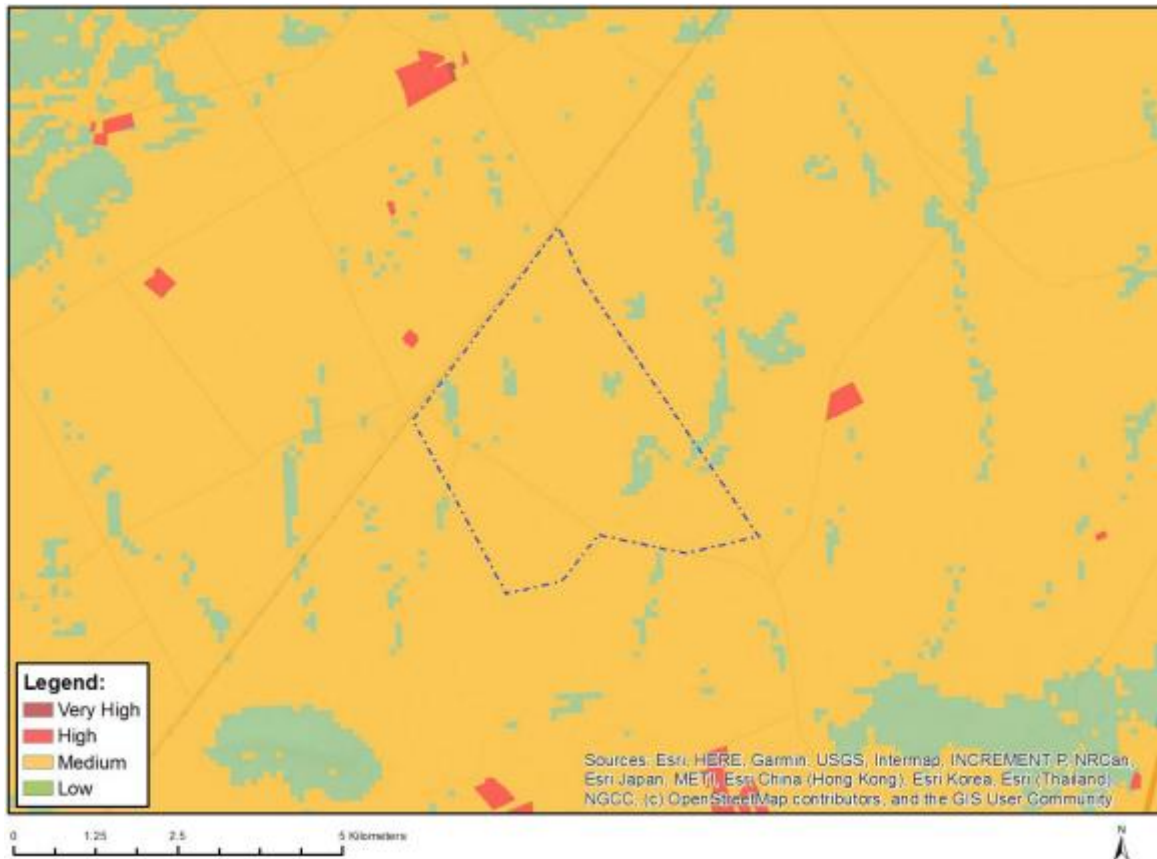 Legend:
Very High
High
Medium
Low
Sources: Esri, HERE, Garmin, USGS, Intermap, INCREMENT P, NRCan,
Esri Japan, METI, Esri China (Hong Kong), Esri Korea, Esri (Thailand),
NGCC, (c) OpenStreetMap contributors, and the GIS User Community
0 1.25 2.5 5 Kilometers
N